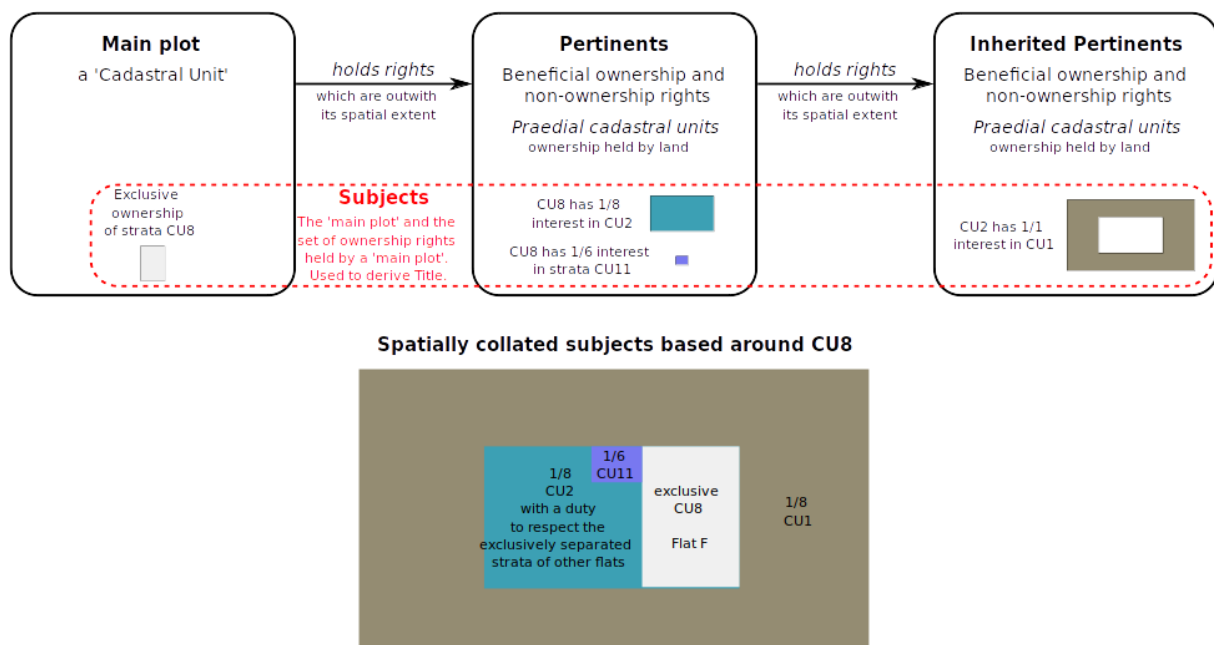 Main plot
a 'Cadastral Unit'
holds rights
which are outwith
its spatial extent
Pertinents
Beneficial ownership and
non-ownership rights
Praedial cadastral units
ownership held by land
holds rights
which are outwith
its spatial extent
Inherited Pertinents
Beneficial ownership and
non-ownership rights
Praedial cadastral units
ownership held by land
Exclusive
ownership
of strata CU8
Subjects
The 'main plot' and the
set of ownership rights
held by a 'main plot'.
Used to derive Title.
CU8 has 1/8
interest in CU2
CU8 has 1/6 interest
in strata CU11
CU2 has 1/1
interest in CU1
Spatially collated subjects based around CU8
1/8
CU2
with a duty
to respect the
exclusively separated
strata of other flats
1/6
CU11
exclusive
CU8
Flat F
1/8
CU1